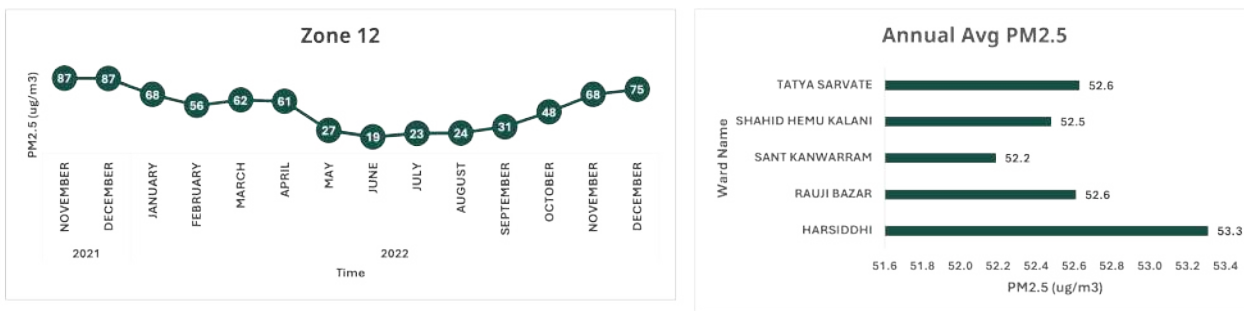 Zone 12
PM2.5 (ug/m3)
87 87 68 56 62 61 27 19 23 24 31 48 68 75
NOVEMBER DECEMBER JANUARY FEBRUARY MARCH APRIL MAY JUNE JULY AUGUST SEPTEMBER OCTOBER NOVEMBER DECEMBER
2021 2022
Time
Annual Avg PM2.5
Ward Name
TATYA SARVATE 52.6
SHAHID HEMU KALANI 52.5
SANT KANWARRAM 52.2
RAUJI BAZAR 52.6
HARSIDDHI 53.3
51.6 51.8 52.0 52.2 52.4 52.6 52.8 53.0 53.2 53.4
PM2.5 (ug/m3)